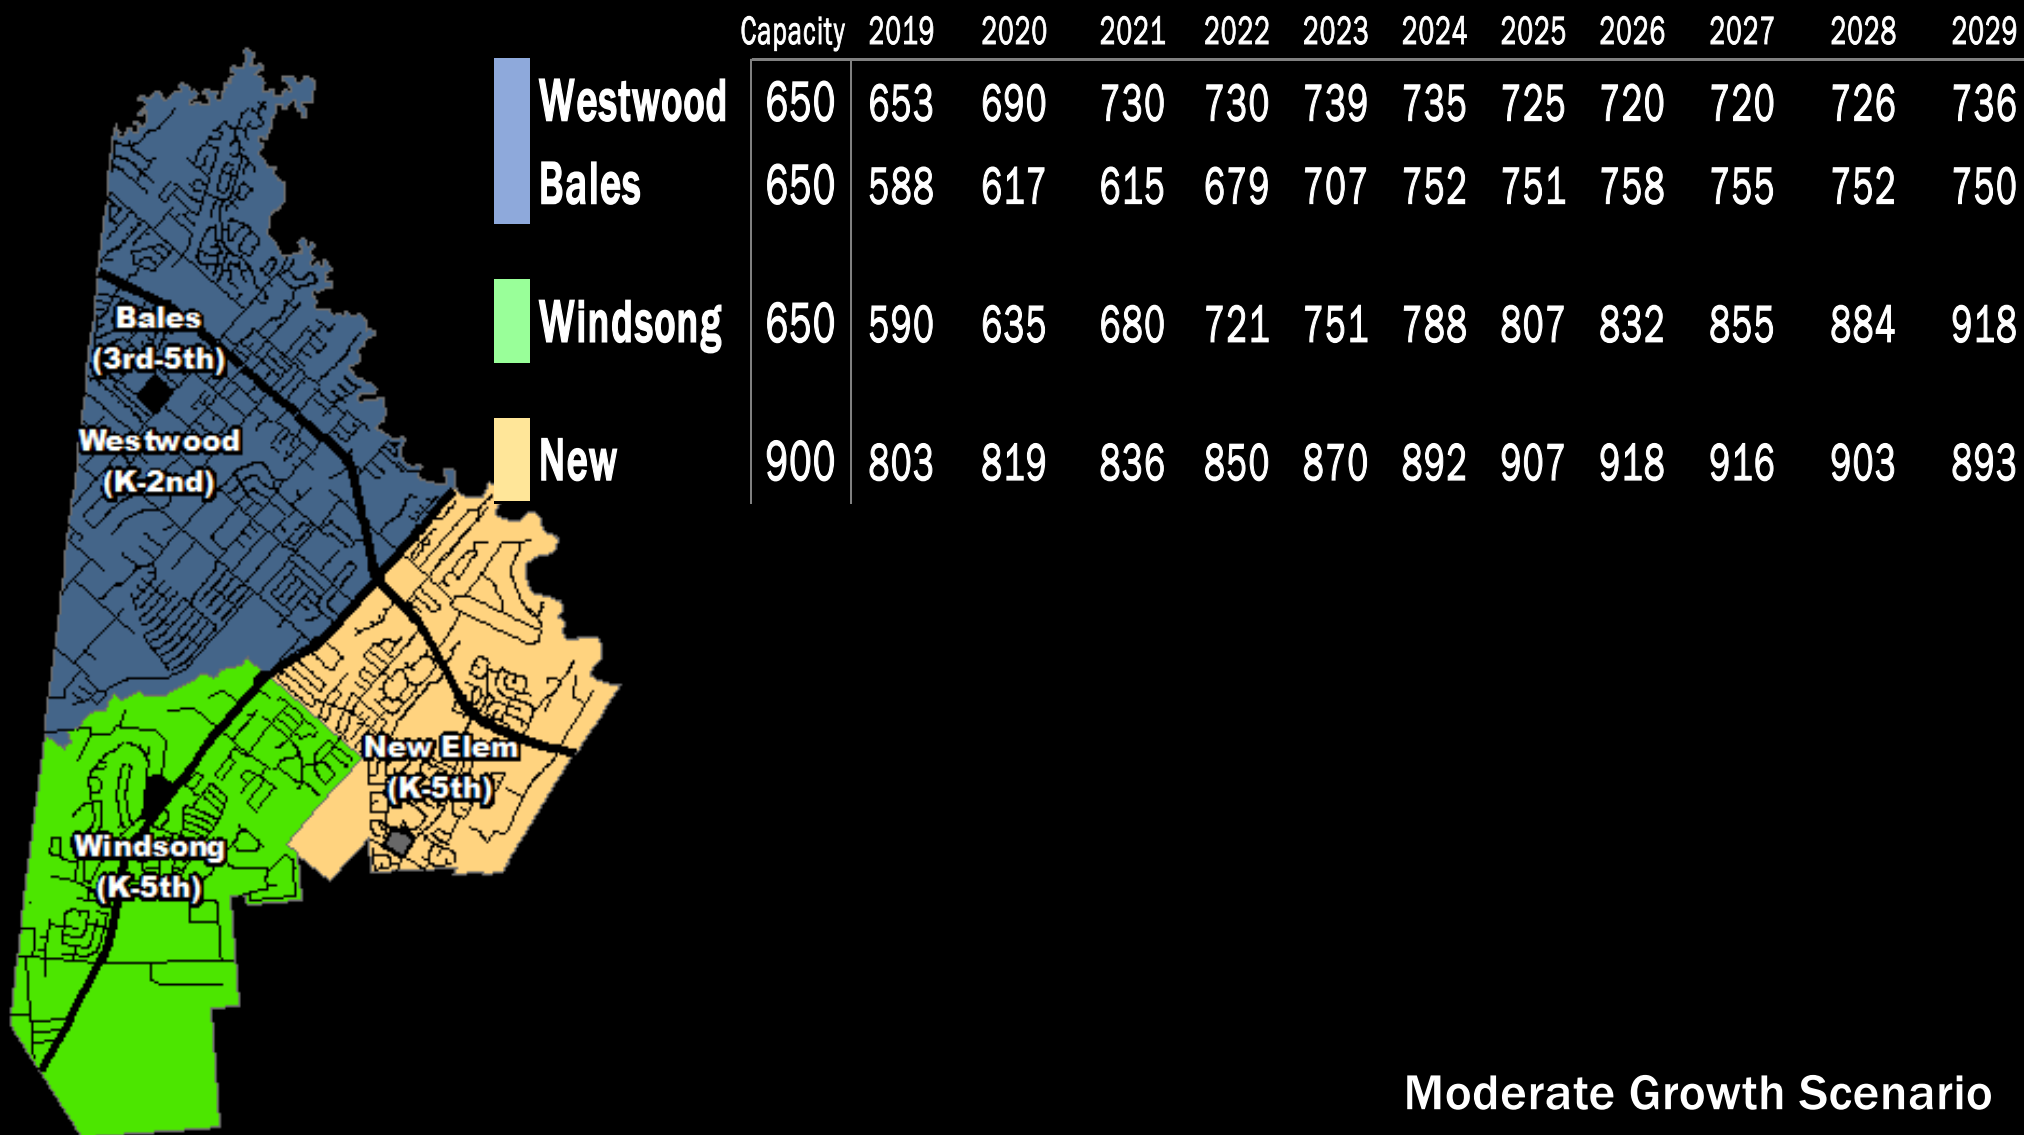 Capacity 2019 2020 2021 2022 2023 2024 2025 2026 2027 2028 2029
Westwood 650 653 690 730 730 739 735 725 720 720 726 736
Bales 650 588 617 615 679 707 752 751 758 755 752 750
Windsong 650 590 635 680 721 751 788 807 832 855 884 918
New 900 803 819 836 850 870 892 907 918 916 903 893
Bales
(3rd-5th)
Westwood
(K-2nd)
New Elem
(K-5th)
Windsong
(K-5th)
Moderate Growth Scenario